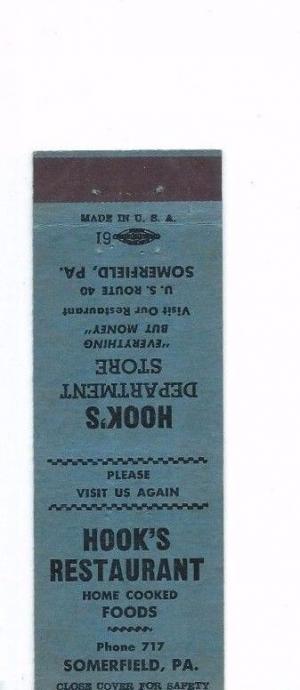 MADE IN U. S. A.
61
HOOK'S
DEPARTMENT
STORE
"EVERYTHING
BUT MONEY"
Visit Our Restaurant
U. S. ROUTE 40
SOMERFIELD, PA.
PLEASE
VISIT US AGAIN
HOOK'S
RESTAURANT
HOME COOKED
FOODS
Phone 717
SOMERFIELD, PA.
CLOSE COVER FOR SAFETY